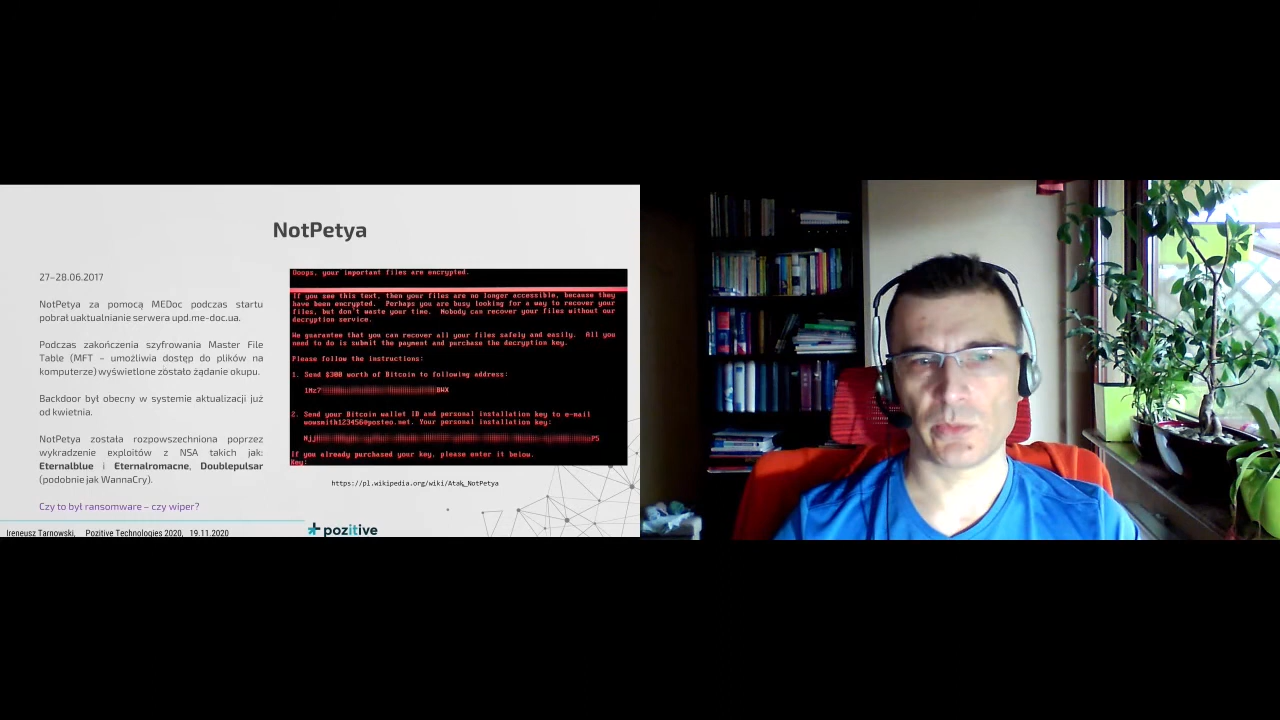 NotPetya
27–28.06.2017
NotPetya za pomocą MEDoc podczas startu
pobrał uaktualnianie serwera upd.me-doc.ua.
Podczas zakończenia szyfrowania Master File
Table (MFT – umożliwia dostęp do plików na
komputerze) wyświetlone zostało żądanie okupu.
Backdoor był obecny w systemie aktualizacji już
od kwietnia.
NotPetya została rozpowszechniona poprzez
wykradzenie exploitów z NSA takich jak:
Eternalblue i Eternalromacne, Doublepulsar
(podobnie jak WannaCry).
Czy to był ransomware – czy wiper?
Ooops, your important files are encrypted.
If you see this text, then your files are no longer accessible, because they
have been encrypted. Perhaps you are busy looking for a way to recover your
files, but don't waste your time. Nobody can recover your files without our
decryption service.
We guarantee that you can recover all your files safely and easily. All you
need to do is submit the payment and purchase the decryption key.
Please follow the instructions:
1. Send $300 worth of Bitcoin to following address:
1Mz7 BWX
2. Send your Bitcoin wallet ID and personal installation key to e-mail
wowsmith123456@posteo.net. Your personal installation key:
P5
If you already purchased your key, please enter it below.
Key:
https://pl.wikipedia.org/wiki/Atak_NotPetya
Ireneusz Tarnowski, Pozitive Technologies 2020, 19.11.2020
pozitive